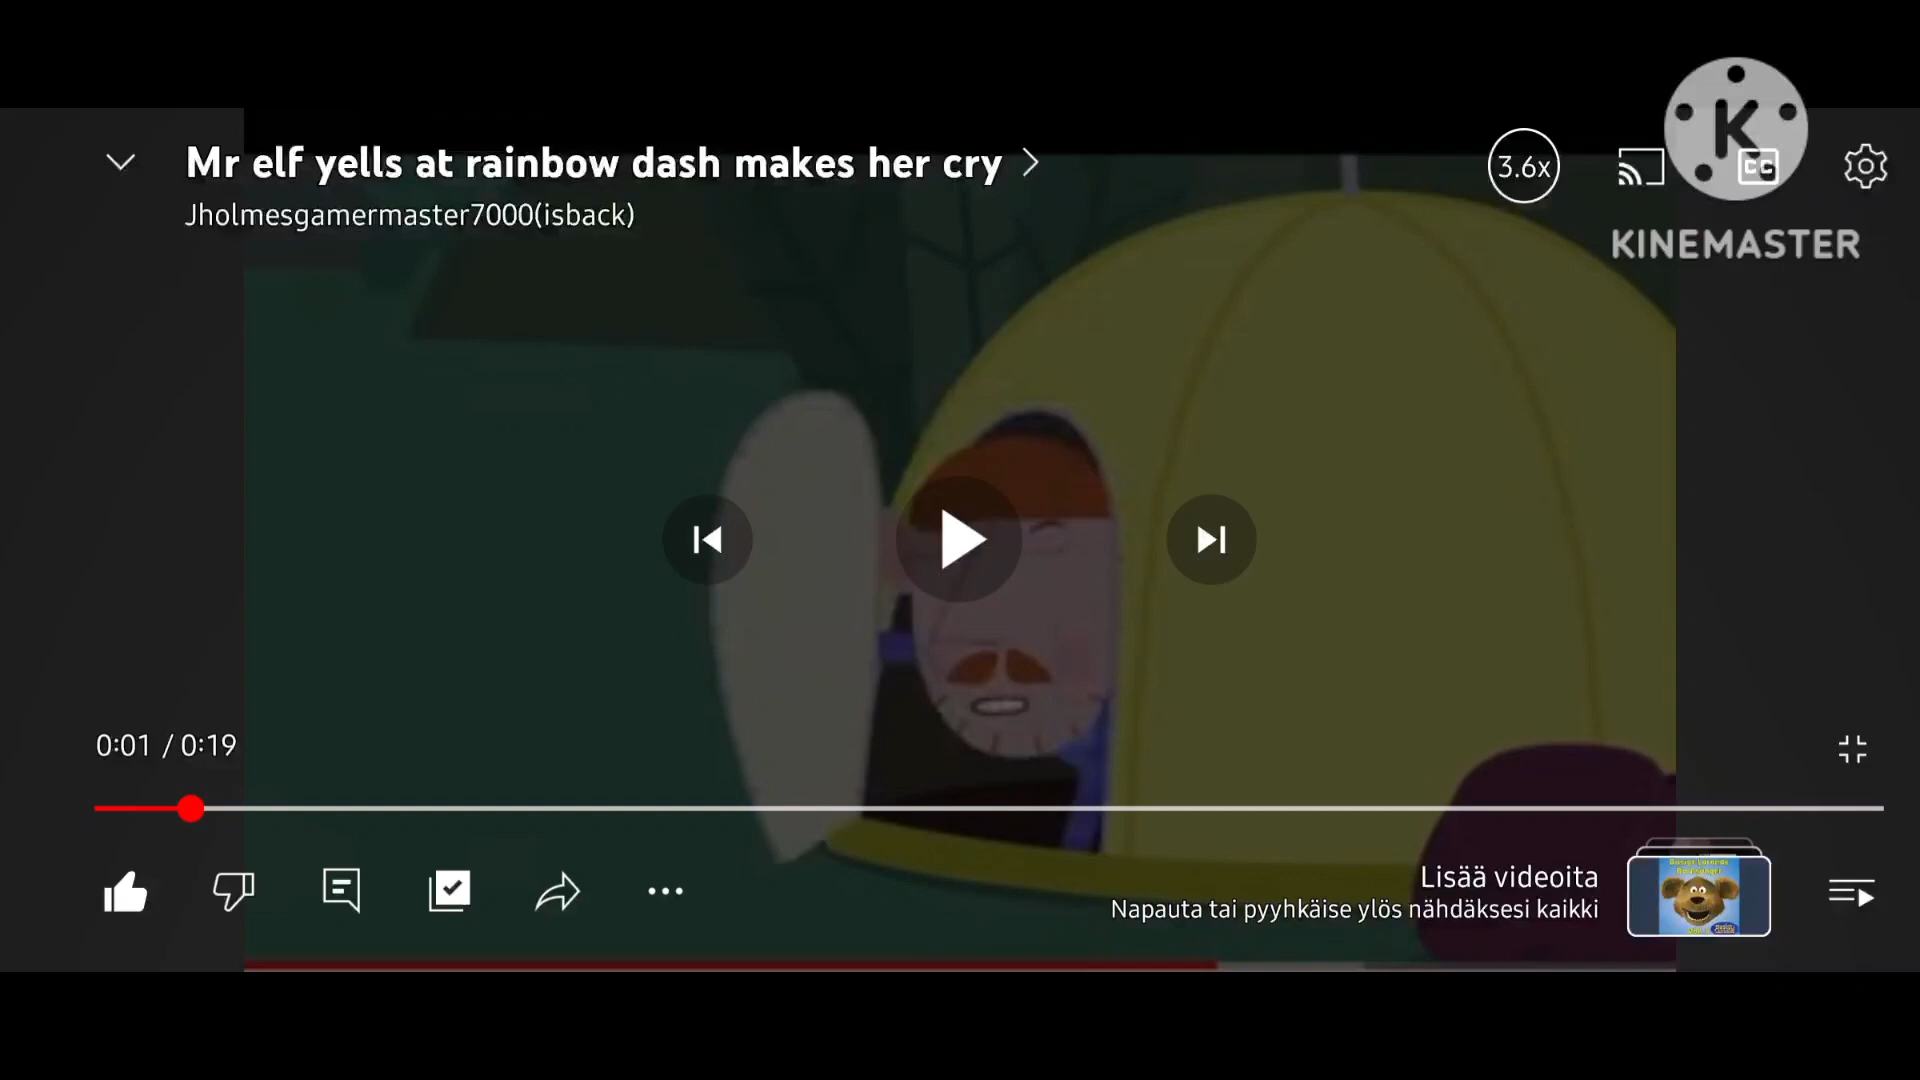 Mr elf yells at rainbow dash makes her cry
Jholmesgamermaster7000(isback)
3.6x
CC
K
KINEMASTER
0:01 / 0:19
Lisää videoita
Napauta tai pyyhkäise ylös nähdäksesi kaikki